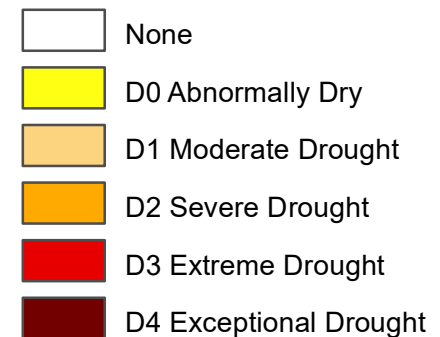 None
D0 Abnormally Dry
D1 Moderate Drought
D2 Severe Drought
D3 Extreme Drought
D4 Exceptional Drought